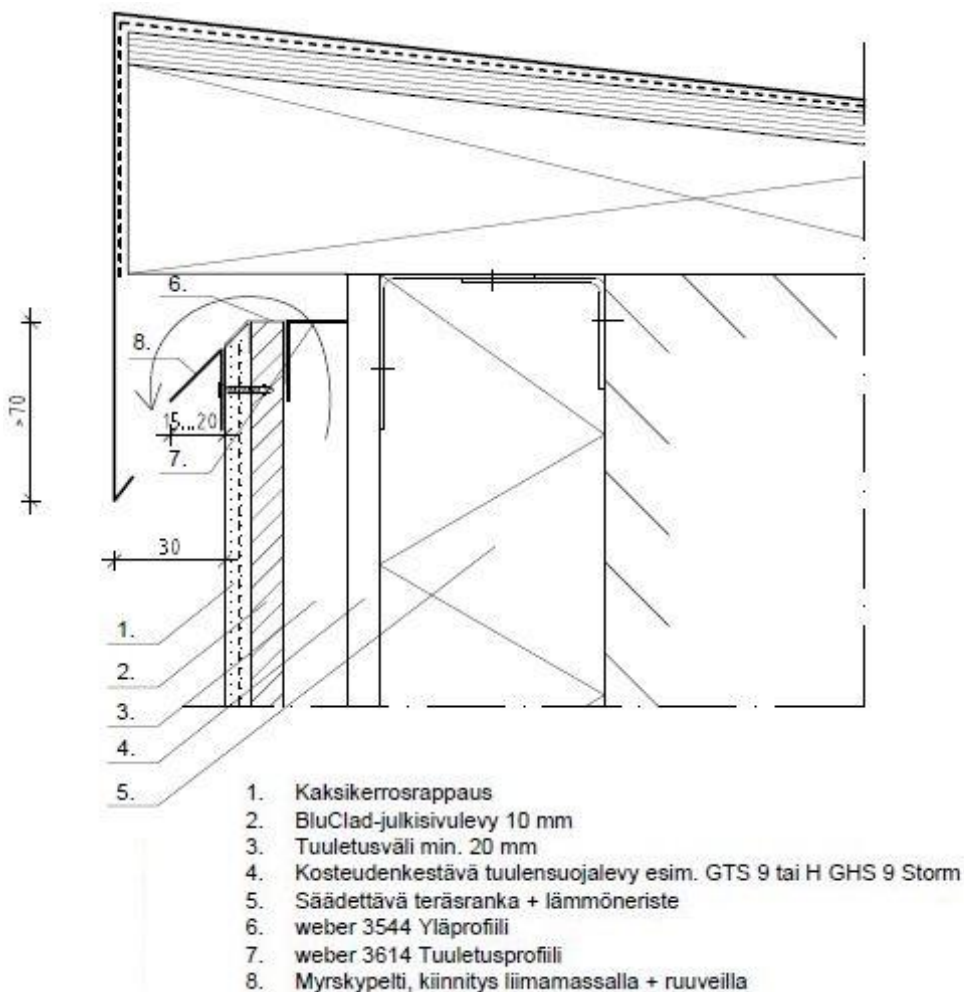 6.
8.
>70
15...20
7.
30
1.
2.
3.
4.
5.
1. Kaksikerrosrappaus
2. BluClad-julkisivulevy 10 mm
3. Tuuletusväli min. 20 mm
4. Kosteudenkestävä tuulensuojalevy esim. GTS 9 tai H GHS 9 Storm
5. Säädettävä teräsranka + lämmöneriste
6. weber 3544 Yläprofiili
7. weber 3614 Tuuletusprofiili
8. Myrskypelti, kiinnitys liimamassalla + ruuveilla